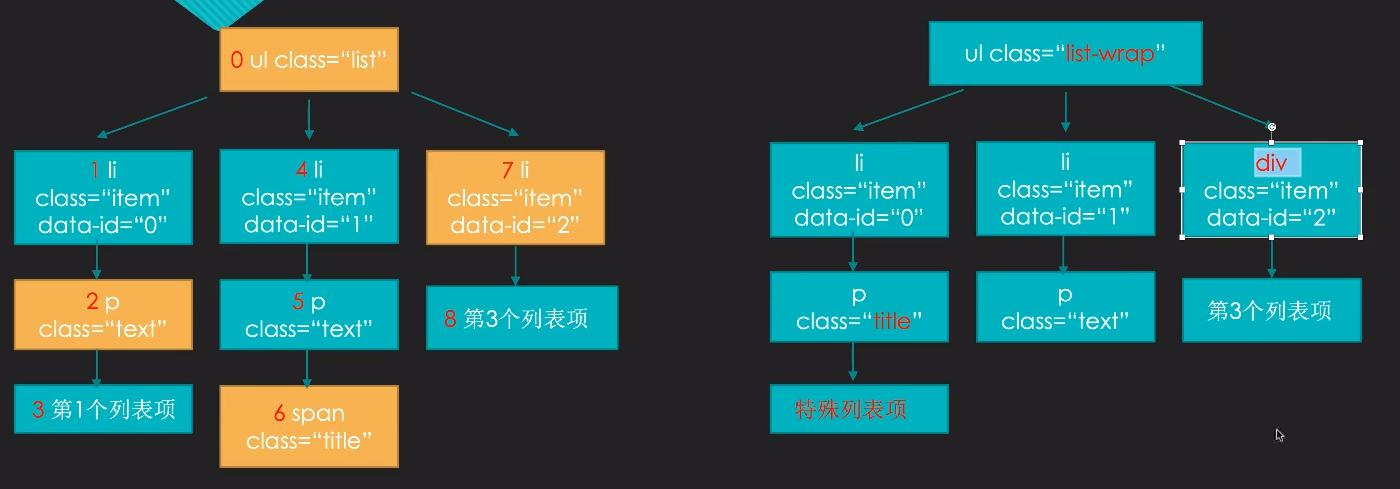 0 ul class=“list”
1 li
class=“item”
data-id=“0”
4 li
class=“item”
data-id=“1”
7 li
class=“item”
data-id=“2”
2 p
class=“text”
5 p
class=“text”
8 第3个列表项
3 第1个列表项
6 span
class=“title”
ul class=“list-wrap”
li
class=“item”
data-id=“0”
li
class=“item”
data-id=“1”
div
class=“item”
data-id=“2”
p
class=“title”
p
class=“text”
第3个列表项
特殊列表项